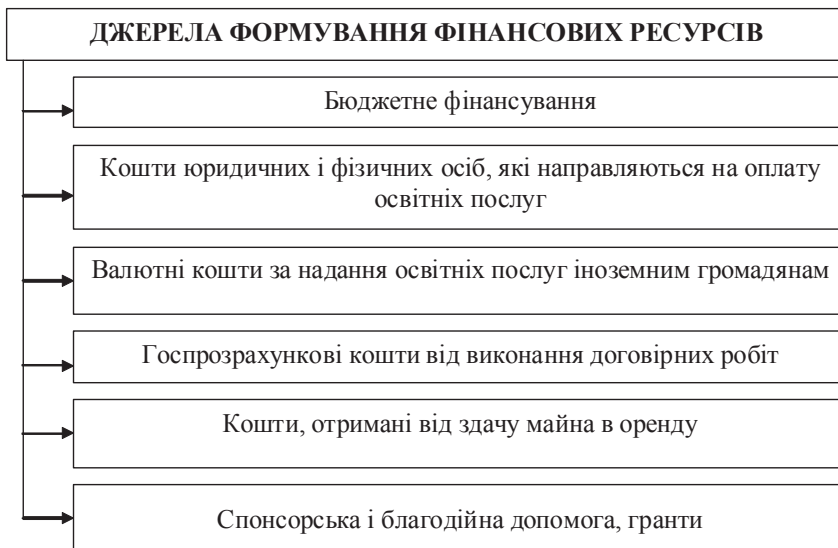 ДЖЕРЕЛА ФОРМУВАННЯ ФІНАНСОВИХ РЕСУРСІВ
Бюджетне фінансування
Кошти юридичних і фізичних осіб, які направляються на оплату
освітніх послуг
Валютні кошти за надання освітніх послуг іноземним громадянам
Госпрозрахункові кошти від виконання договірних робіт
Кошти, отримані від здачу майна в оренду
Спонсорська і благодійна допомога, гранти